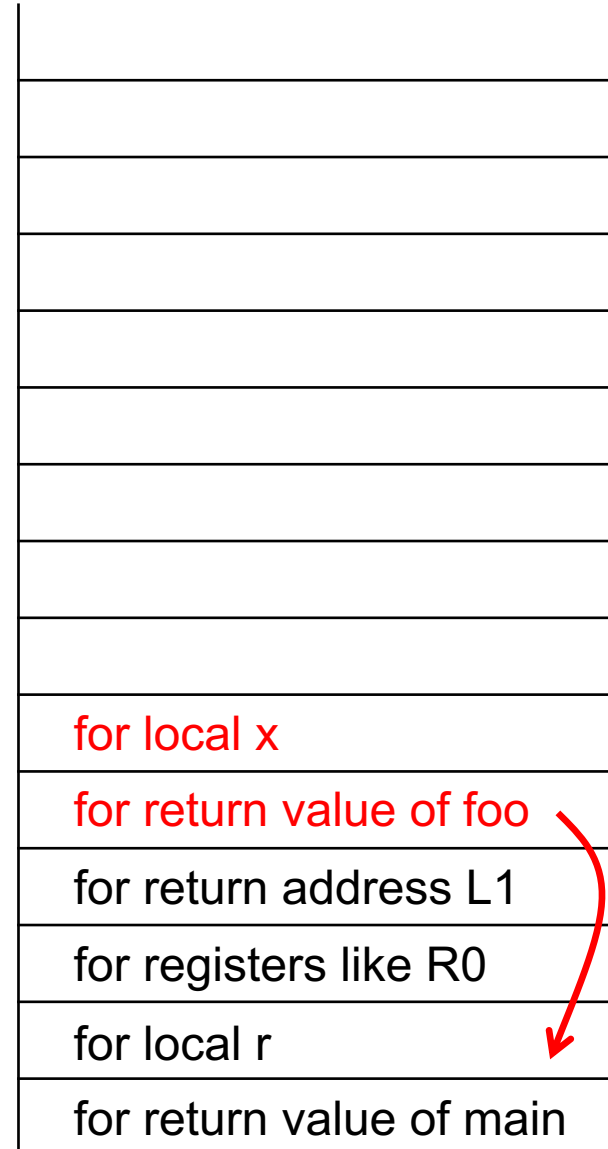 for local x
for return value of foo
for return address L1
for registers like R0
for local r
for return value of main